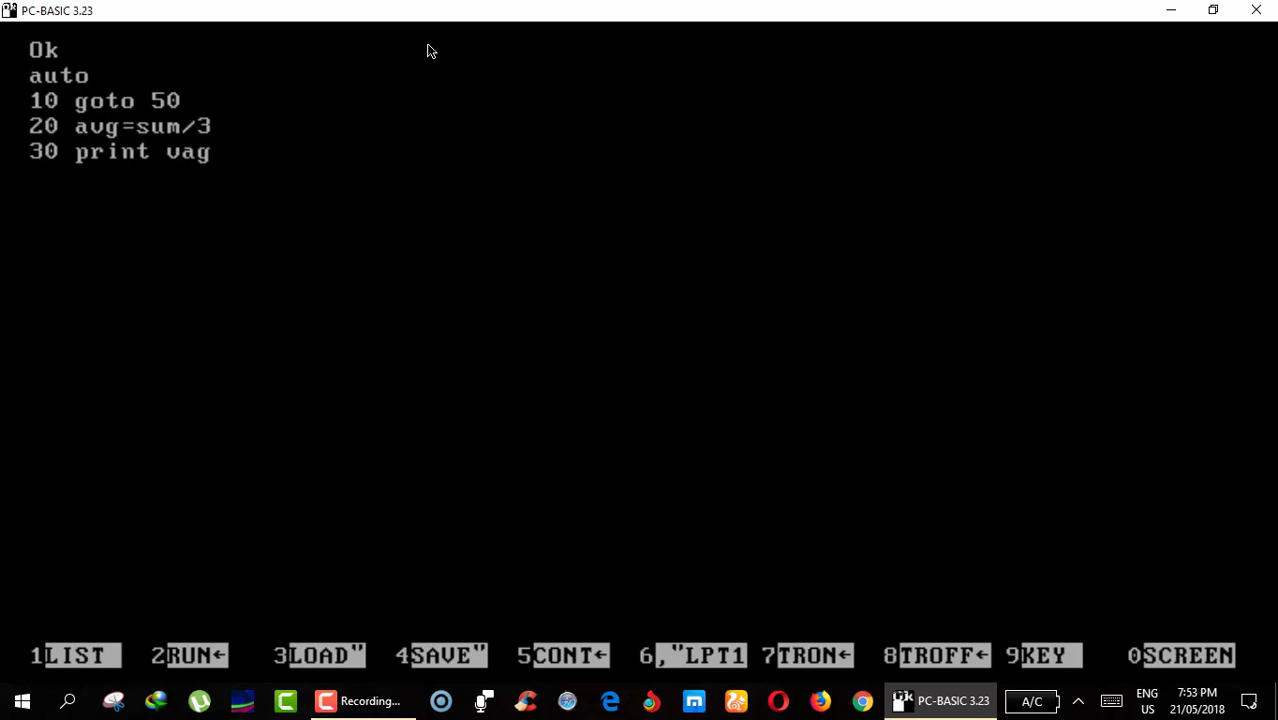 PC-BASIC 3.23
Ok
auto
10 goto 50
20 avg=sum/3
30 print vag
1LIST 2RUN← 3LOAD" 4SAVE" 5CONT← 6,"LPT1 7TRON← 8TROFF← 9KEY 0SCREEN
Recording... PC-BASIC 3.23 A/C ENG 7:53 PM
US 21/05/2018